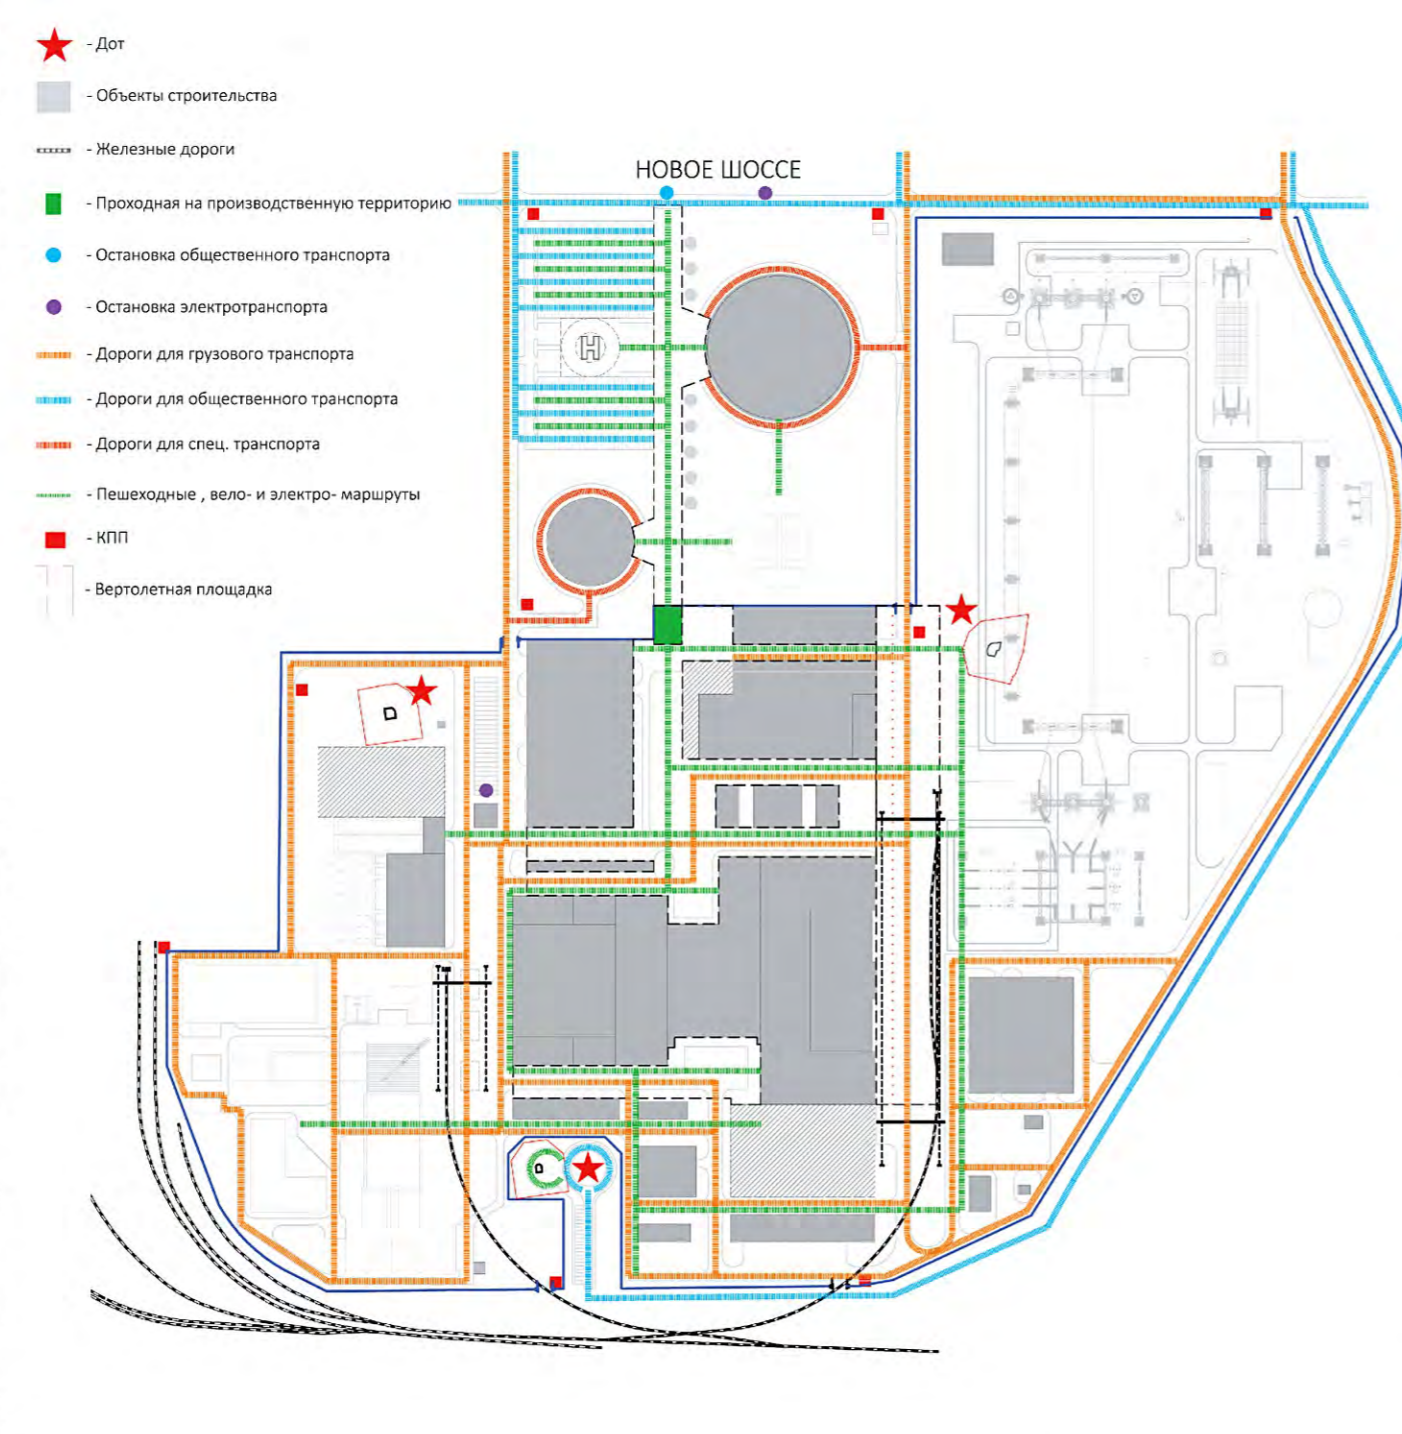 - Дот
- Объекты строительства
- Железные дороги
НОВОЕ ШОССЕ
- Проходная на производственную территорию
- Остановка общественного транспорта
- Остановка электротранспорта
- Дороги для грузового транспорта
- Дороги для общественного транспорта
- Дороги для спец. транспорта
- Пешеходные , вело- и электро- маршруты
- КПП
- Вертолетная площадка
H